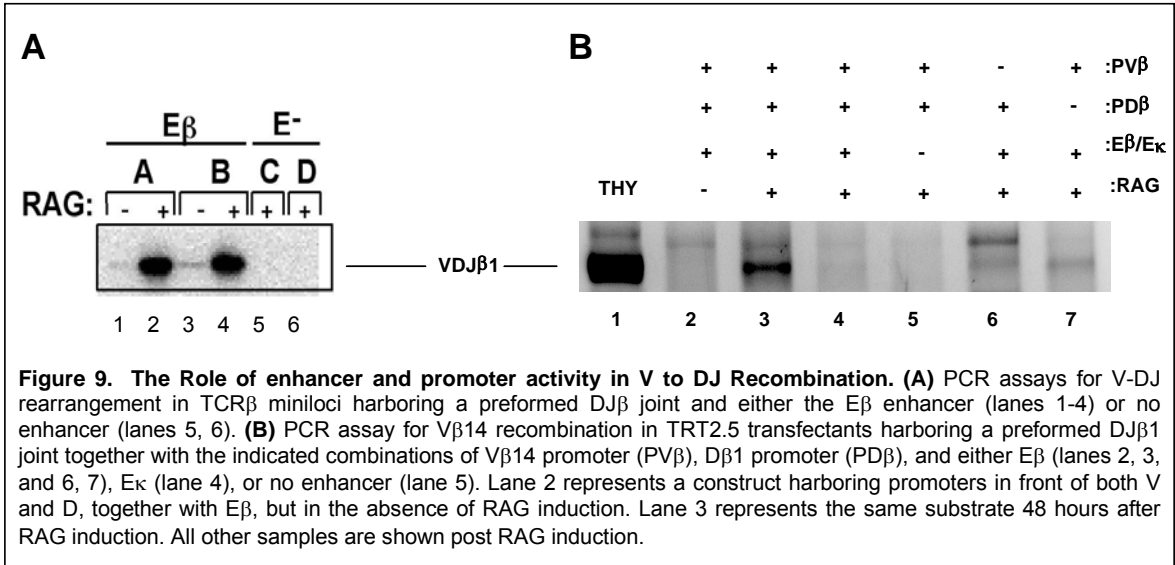 A
Eβ E-
A B C D
RAG: - + - + + +
1 2 3 4 5 6
VDJβ1
B
+ + + + - + :PVβ
+ + + + + - :PDβ
+ + + - + + :Eβ/Eκ
THY - + + + + + :RAG
1 2 3 4 5 6 7
Figure 9. The Role of enhancer and promoter activity in V to DJ Recombination. (A) PCR assays for V-DJ
rearrangement in TCRβ miniloci harboring a preformed DJβ joint and either the Eβ enhancer (lanes 1-4) or no
enhancer (lanes 5, 6). (B) PCR assay for Vβ14 recombination in TRT2.5 transfectants harboring a preformed DJβ1
joint together with the indicated combinations of Vβ14 promoter (PVβ), Dβ1 promoter (PDβ), and either Eβ (lanes 2, 3,
and 6, 7), Eκ (lane 4), or no enhancer (lane 5). Lane 2 represents a construct harboring promoters in front of both V
and D, together with Eβ, but in the absence of RAG induction. Lane 3 represents the same substrate 48 hours after
RAG induction. All other samples are shown post RAG induction.